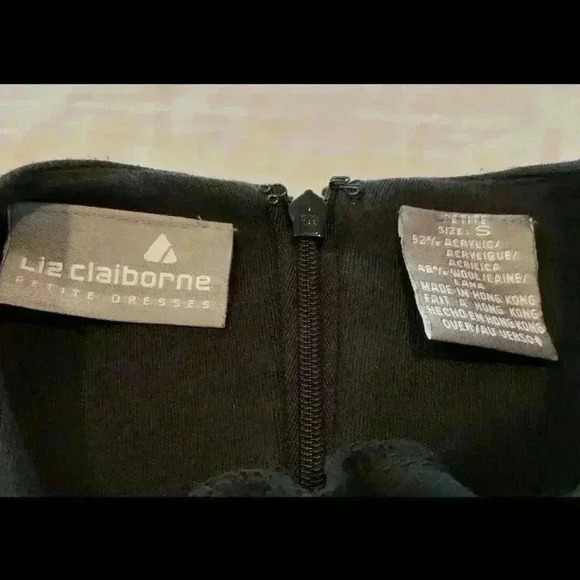 Liz claiborne
PETITE DRESSES
PETITE
SIZE: S
52% ACRYLIC/
ACRYLIQUE/
ACRILICA
48% WOOL/LAINE/
LANA
MADE IN HONG KONG
FAIT À HONG KONG
HECHO EN HONG KONG
OVER/AU VERSO